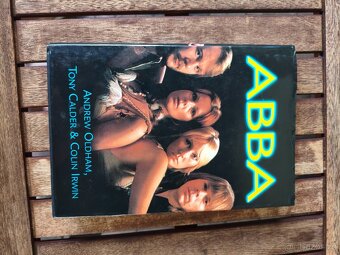 ABBA
ANDREW OLDHAM,
TONY CALDER & COLIN IRWIN